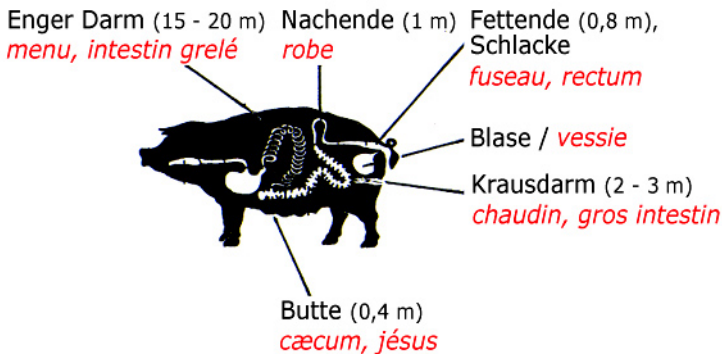 Enger Darm (15 - 20 m)
menu, intestin grelé
Nachende (1 m)
robe
Fettende (0,8 m),
Schlacke
fuseau, rectum
Blase / vessie
Krausdarm (2 - 3 m)
chaudin, gros intestin
Butte (0,4 m)
cæcum, jésus